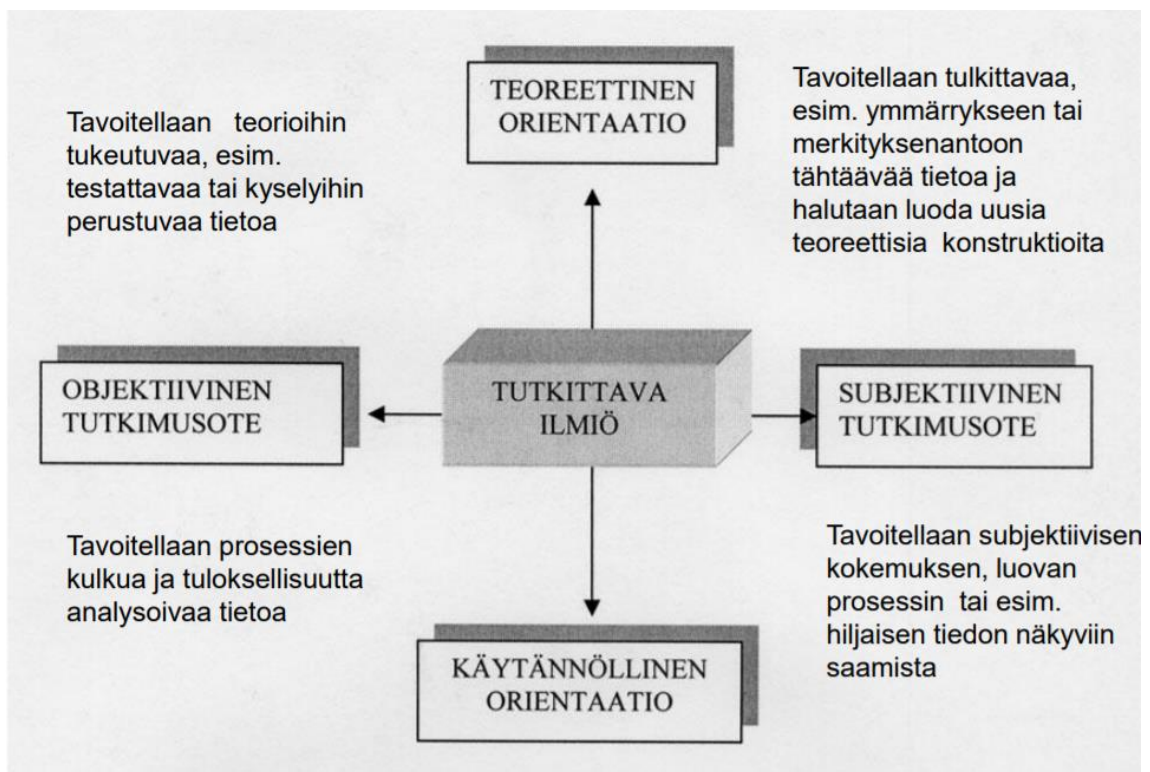 TEOREETTINEN
ORIENTAATIO
Tavoitellaan teorioihin
tukeutuvaa, esim.
testattavaa tai kyselyihin
perustuvaa tietoa
Tavoitellaan tulkittavaa,
esim. ymmärrykseen tai
merkityksenantoon
tähtäävää tietoa ja
halutaan luoda uusia
teoreettisia konstruktioita
OBJEKTIIVINEN
TUTKIMUSOTE
TUTKITTAVA
ILMIÖ
SUBJEKTIIVINEN
TUTKIMUSOTE
Tavoitellaan prosessien
kulkua ja tuloksellisuutta
analysoivaa tietoa
Tavoitellaan subjektiivisen
kokemuksen, luovan
prosessin tai esim.
hiljaisen tiedon näkyviin
saamista
KÄYTÄNNÖLLINEN
ORIENTAATIO